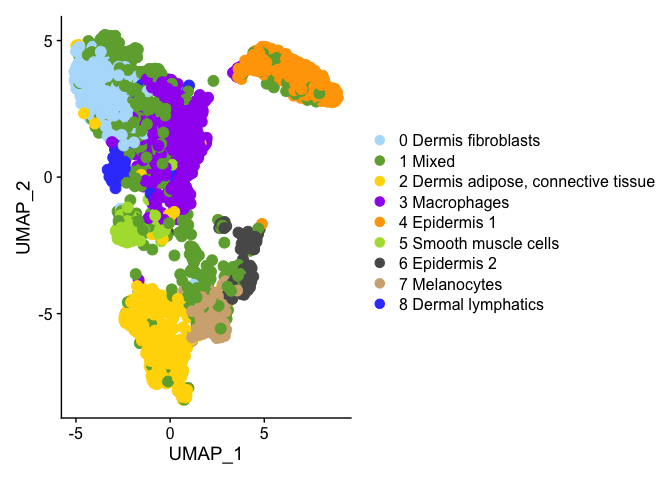 5
0
-5
UMAP_2
-5
0
5
UMAP_1
0 Dermis fibroblasts
1 Mixed
2 Dermis adipose, connective tissue
3 Macrophages
4 Epidermis 1
5 Smooth muscle cells
6 Epidermis 2
7 Melanocytes
8 Dermal lymphatics